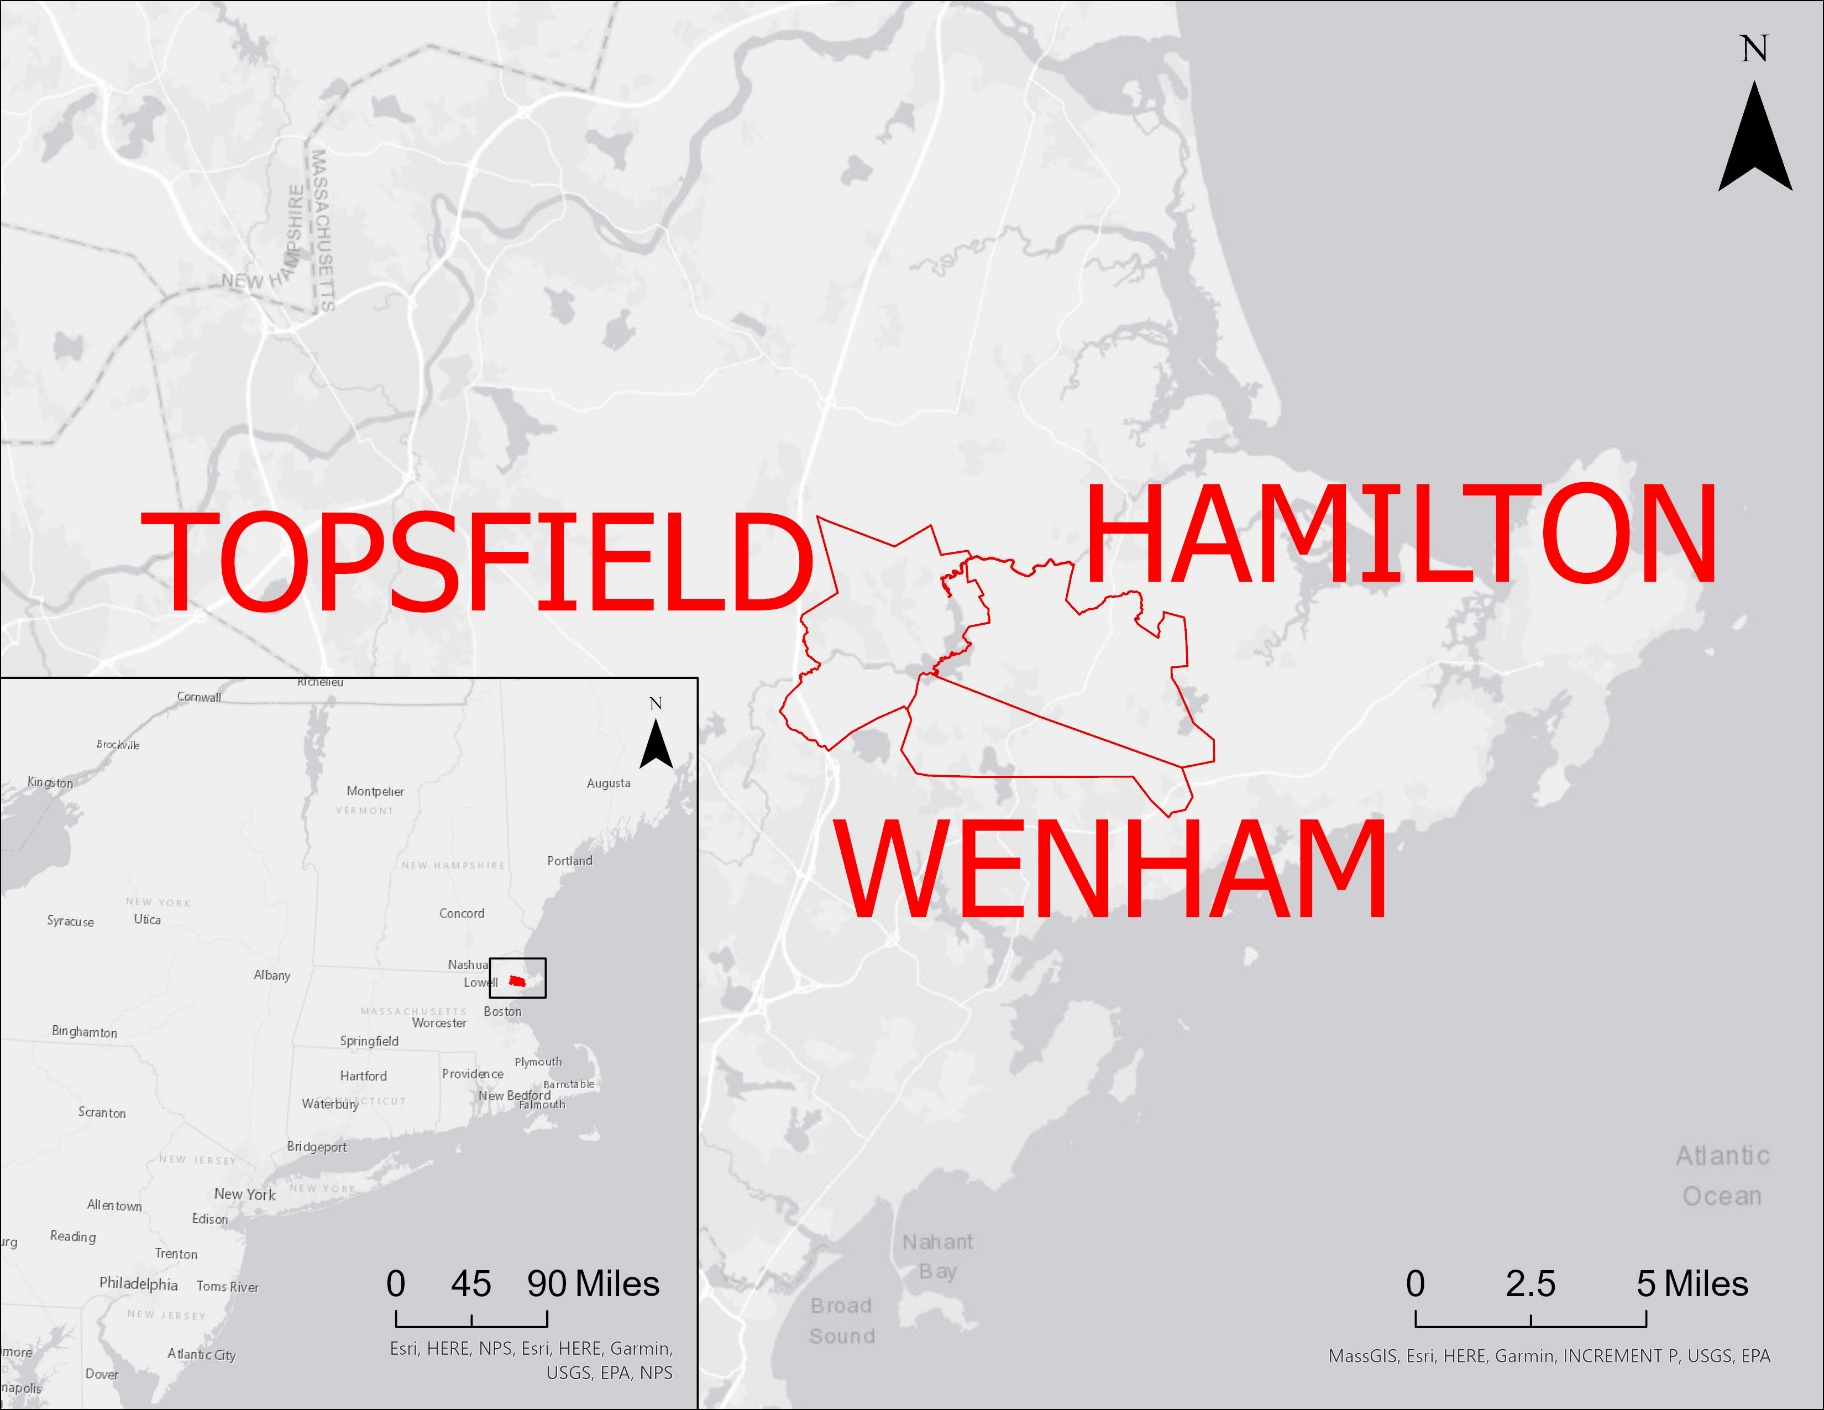 N
MASSACHUSETTS
NEW HAMPSHIRE
HAMILTON
TOPSFIELD
WENHAM
Atlantic
Ocean
Nahant
Bay
Broad
Sound
0 2.5 5 Miles
MassGIS, Esri, HERE, Garmin, INCREMENT P, USGS, EPA
Richelieu
Cornwall
N
Brockville
Kingston
Augusta
Montpelier
VERMONT
Portland
NEW HAMPSHIRE
NEW YORK
Syracuse
Utica
Concord
Nashua
Albany
Lowell
MASSACHUSETTS
Boston
Worcester
Binghamton
Springfield
Plymouth
Hartford
Providence
Barnstable
New Bedford
Waterbury
CONNECTICUT
Falmouth
Scranton
Bridgeport
NEW JERSEY
New York
NEW YORK
Allentown
Edison
Reading
urg
Trenton
Philadelphia
Toms River
NEW JERSEY
Atlantic City
imore
Dover
napolis
0 45 90 Miles
Esri, HERE, NPS, Esri, HERE, Garmin,
USGS, EPA, NPS